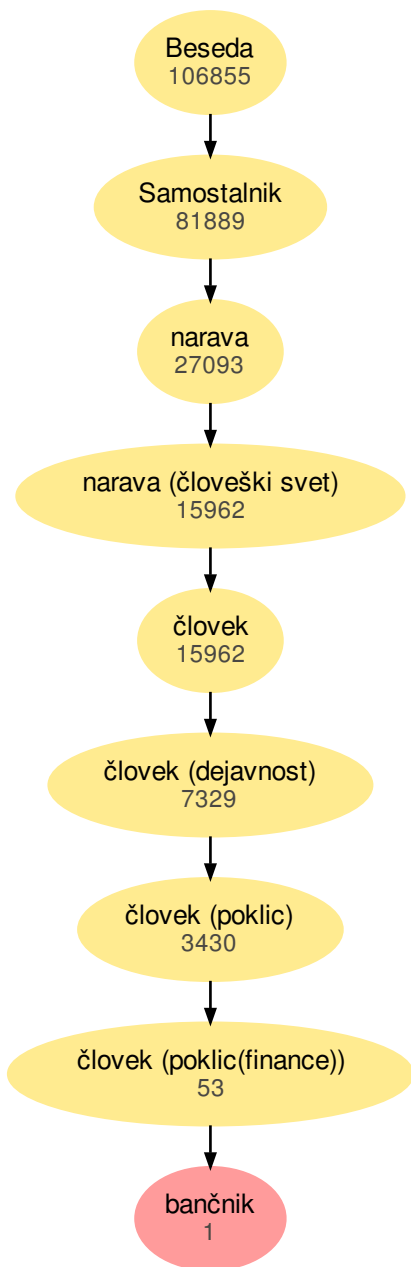 Beseda
106855
Samostalnik
81889
narava
27093
narava (človeški svet)
15962
človek
15962
človek (dejavnost)
7329
človek (poklic)
3430
človek (poklic(finance))
53
bančnik
1